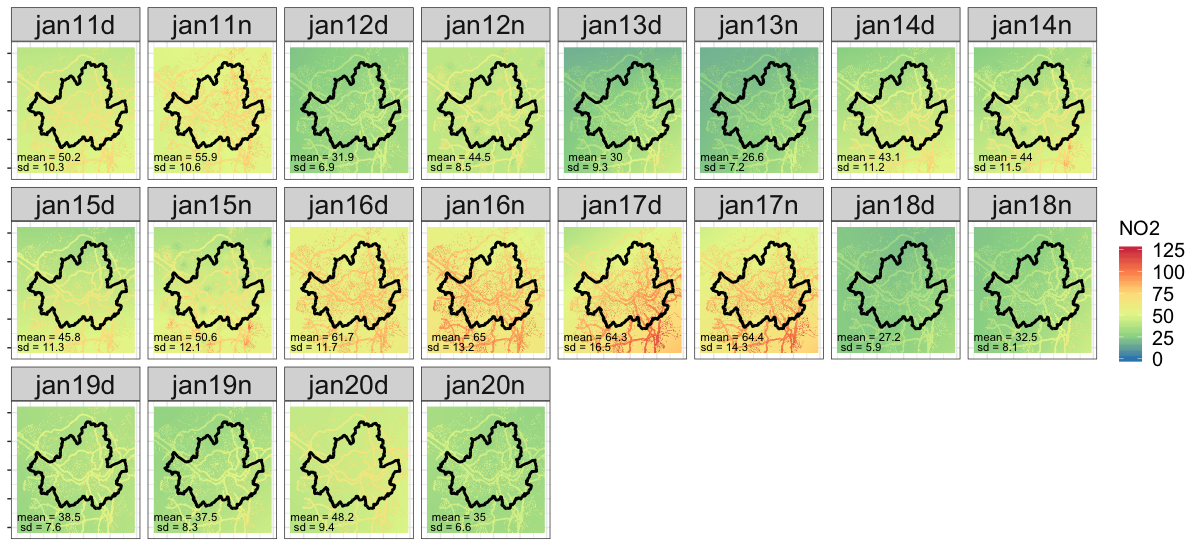 jan11d jan11n jan12d jan12n jan13d jan13n jan14d jan14n
mean = 50.2 mean = 55.9 mean = 31.9 mean = 44.5 mean = 30 mean = 26.6 mean = 43.1 mean = 44
sd = 10.3 sd = 10.6 sd = 6.9 sd = 8.5 sd = 9.3 sd = 7.2 sd = 11.2 sd = 11.5
jan15d jan15n jan16d jan16n jan17d jan17n jan18d jan18n
mean = 45.8 mean = 50.6 mean = 61.7 mean = 65 mean = 64.3 mean = 64.4 mean = 27.2 mean = 32.5
sd = 11.3 sd = 12.1 sd = 11.7 sd = 13.2 sd = 16.5 sd = 14.3 sd = 5.9 sd = 8.1
jan19d jan19n jan20d jan20n
mean = 38.5 mean = 37.5 mean = 48.2 mean = 35
sd = 7.6 sd = 8.3 sd = 9.4 sd = 6.6
NO2
125
100
75
50
25
0